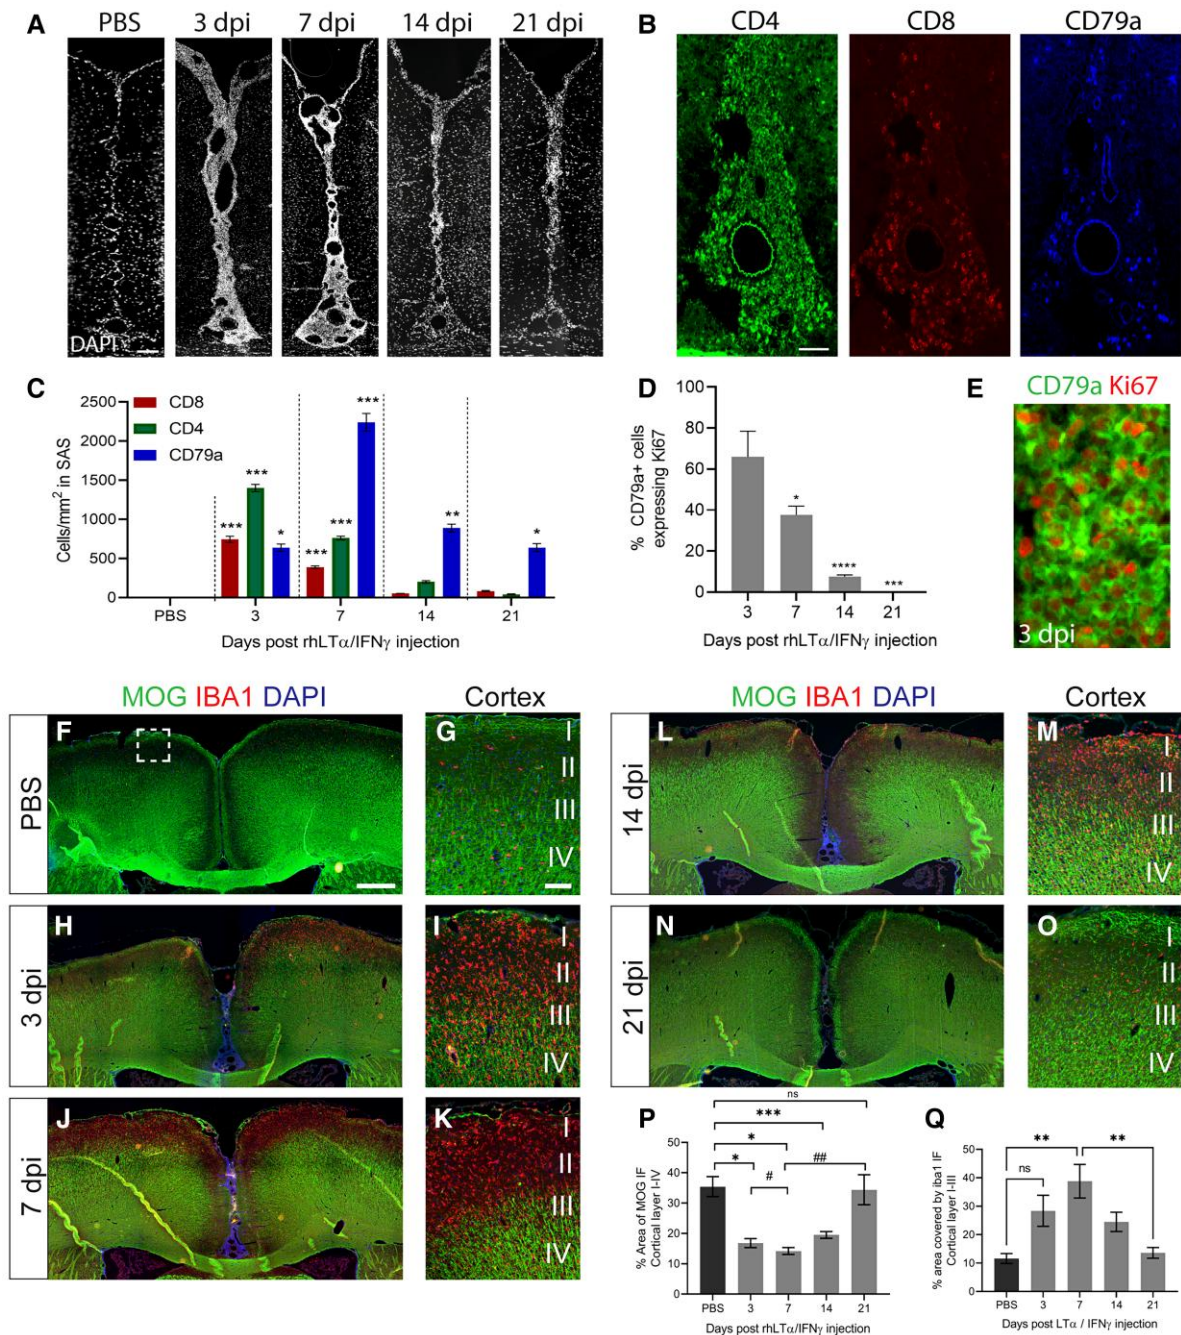 A PBS 3 dpi 7 dpi 14 dpi 21 dpi
DAPI
B CD4 CD8 CD79a
C
2500
2000
1500
1000
500
0
Cells/mm² in SAS
CD8
CD4
CD79a
*** *** *
*** *** ***
**
*
PBS 3 7 14 21
Days post rhLTα/IFNγ injection
D
100
80
60
40
20
0
% CD79a+ cells
expressing Ki67
* **** ***
3 7 14 21
Days post rhLTα/IFNγ injection
E CD79a Ki67
3 dpi
MOG IBA1 DAPI Cortex
PBS
F
G
I
II
III
IV
3 dpi
H
I
I
II
III
IV
7 dpi
J
K
I
II
III
IV
MOG IBA1 DAPI Cortex
14 dpi
L
M
I
II
III
IV
21 dpi
N
O
I
II
III
IV
P
50
40
30
20
10
0
% Area of MOG IF
Cortical layer I-IV
ns
***
*
* # ##
PBS 3 7 14 21
Days post rhLTα/IFNγ injection
Q
50
40
30
20
10
0
% area covered by iba1 IF
Cortical layer I-III
** **
ns
PBS 3 7 14 21
Days post LTα / IFNγ injection